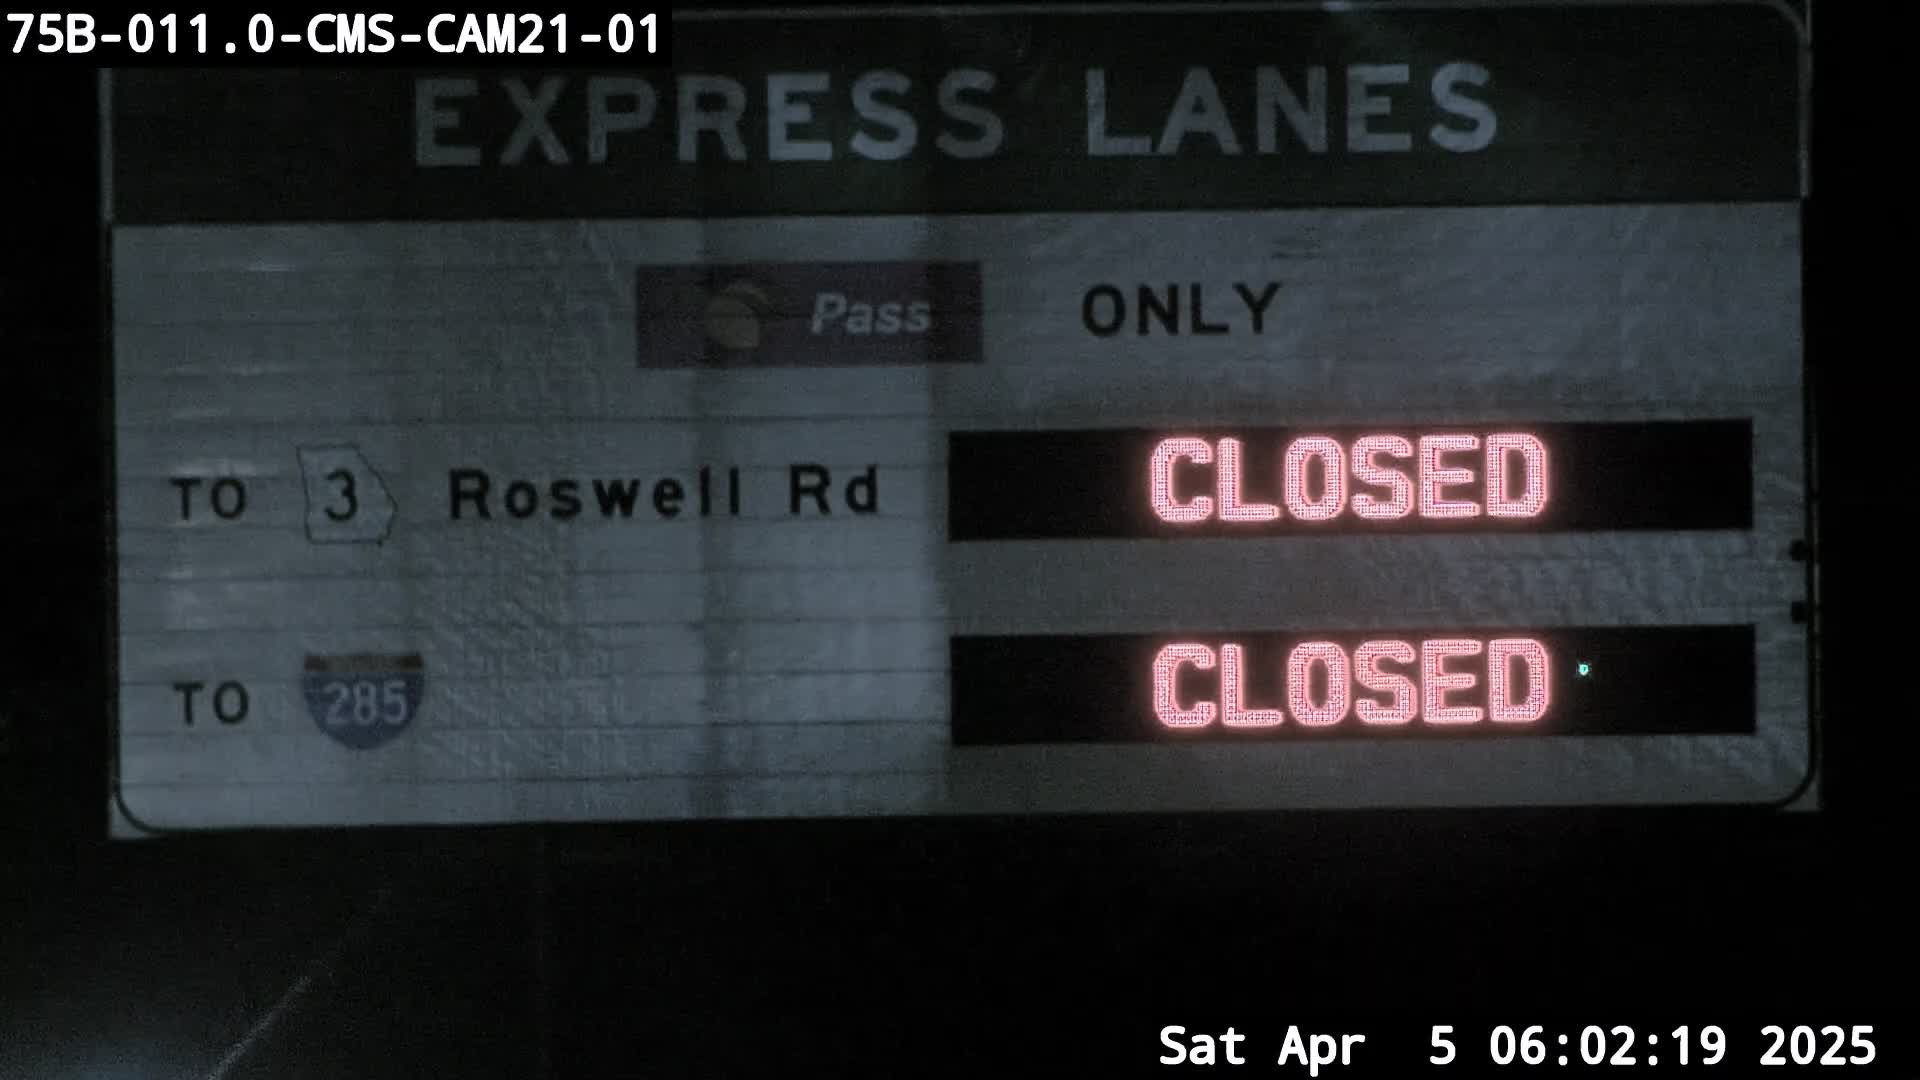 75B-011.0-CMS-CAM21-01
EXPRESS LANES
Pass ONLY
TO 3 Roswell Rd CLOSED
TO 285 CLOSED
Sat Apr 5 06:02:19 2025